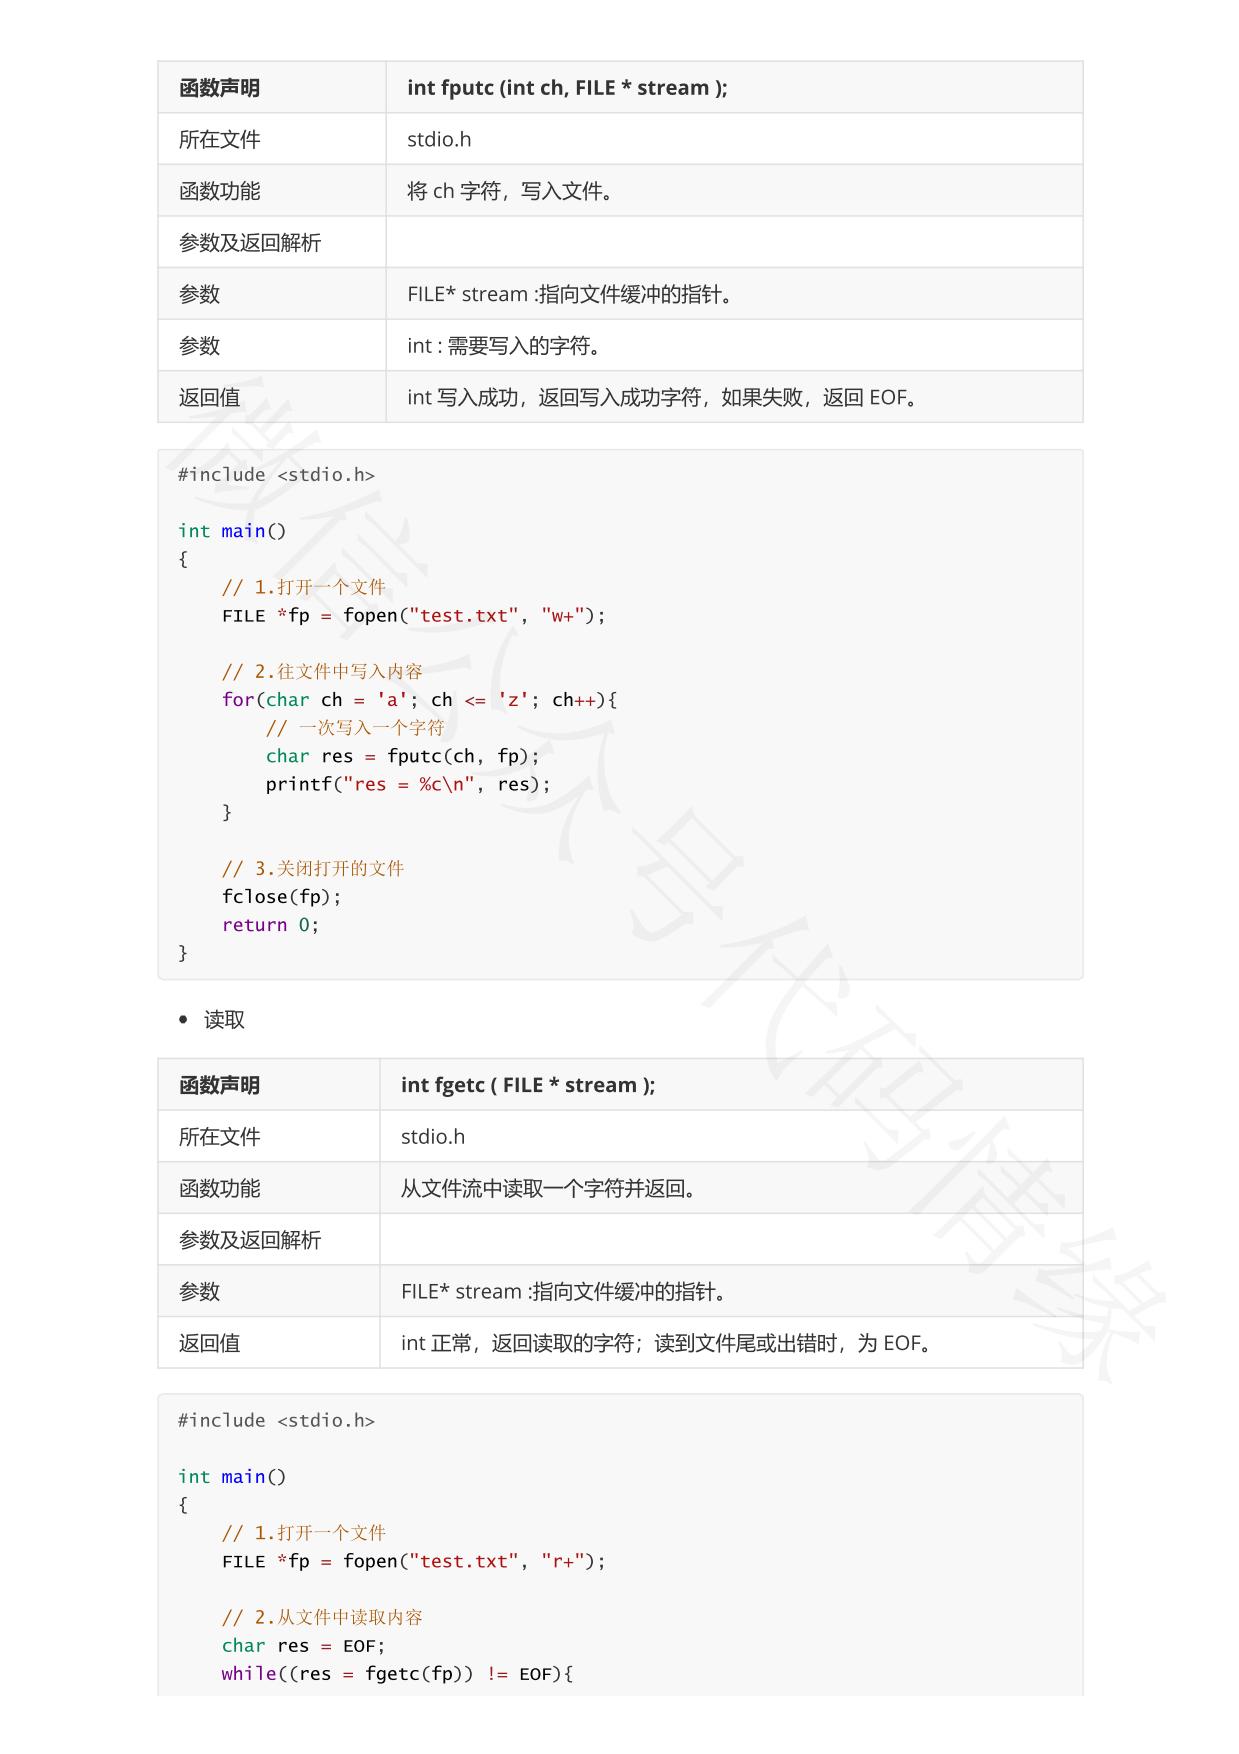 函数声明 int fputc (int ch, FILE * stream );
所在文件 stdio.h
函数功能 将 ch 字符，写入文件。
参数及返回解析
参数 FILE* stream :指向文件缓冲的指针。
参数 int : 需要写入的字符。
返回值 int 写入成功，返回写入成功字符，如果失败，返回 EOF。
#include <stdio.h>
int main()
{
    // 1.打开一个文件
    FILE *fp = fopen("test.txt", "w+");
    // 2.往文件中写入内容
    for(char ch = 'a'; ch <= 'z'; ch++){
        // 一次写入一个字符
        char res = fputc(ch, fp);
        printf("res = %c\n", res);
    }
    // 3.关闭打开的文件
    fclose(fp);
    return 0;
}
• 读取
函数声明 int fgetc ( FILE * stream );
所在文件 stdio.h
函数功能 从文件流中读取一个字符并返回。
参数及返回解析
参数 FILE* stream :指向文件缓冲的指针。
返回值 int 正常，返回读取的字符；读到文件尾或出错时，为 EOF。
#include <stdio.h>
int main()
{
    // 1.打开一个文件
    FILE *fp = fopen("test.txt", "r+");
    // 2.从文件中读取内容
    char res = EOF;
    while((res = fgetc(fp)) != EOF){
微信公众号代码情缘